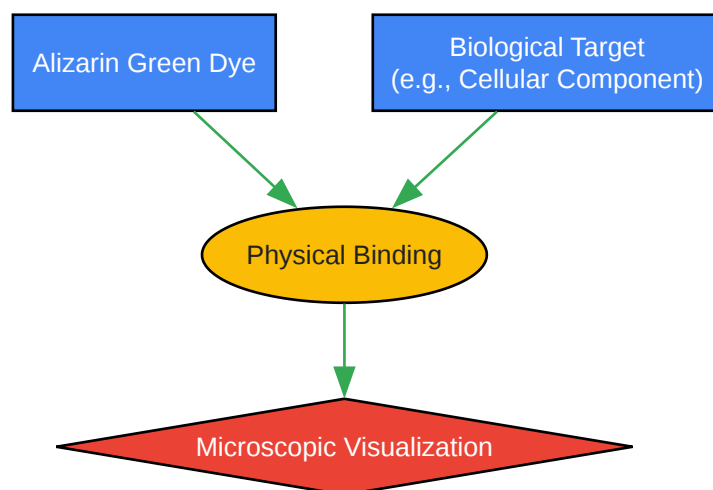 Alizarin Green Dye
Biological Target
(e.g., Cellular Component)
Physical Binding
Microscopic Visualization